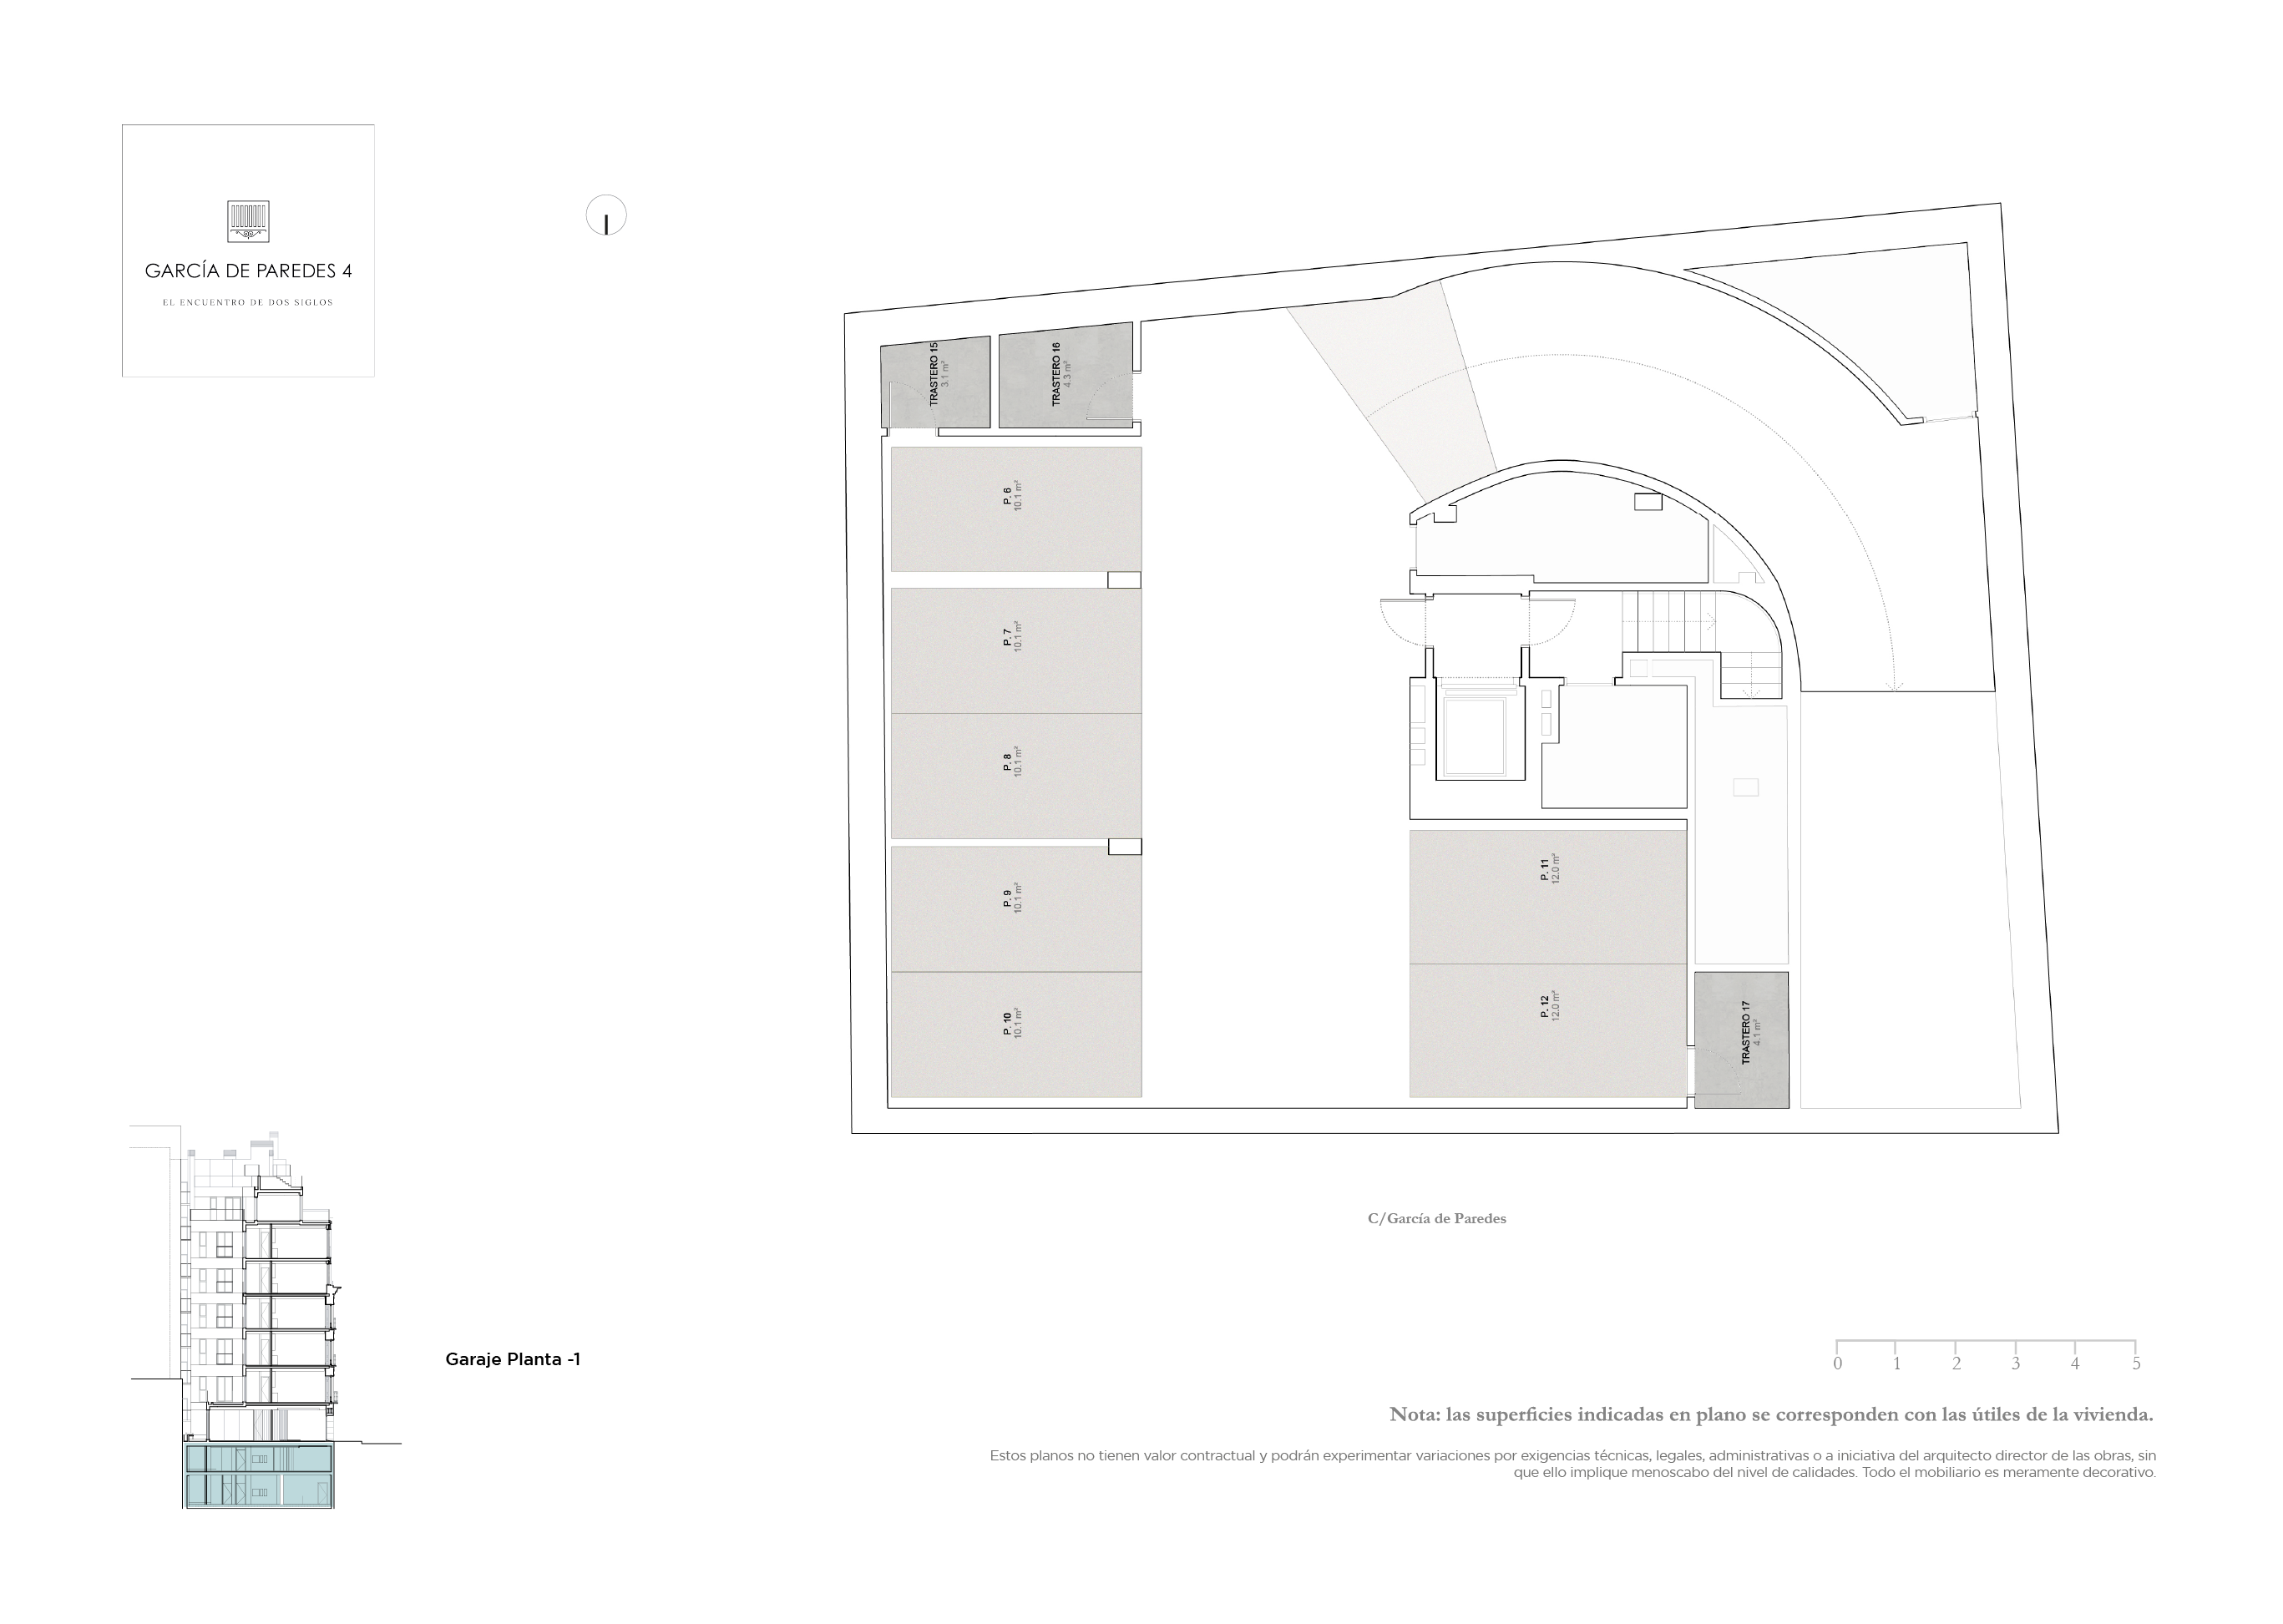 GARCÍA DE PAREDES 4
EL ENCUENTRO DE DOS SIGLOS
TRASTERO 15
3.1 m²
TRASTERO 16
4.3 m²
P. 6
10.1 m²
P. 7
10.1 m²
P. 8
10.1 m²
P. 9
10.1 m²
P. 10
10.1 m²
P. 11
12.0 m²
P. 12
12.0 m²
TRASTERO 17
4.1 m²
C/García de Paredes
Garaje Planta -1
0 1 2 3 4 5
Nota: las superficies indicadas en plano se corresponden con las útiles de la vivienda.
Estos planos no tienen valor contractual y podrán experimentar variaciones por exigencias técnicas, legales, administrativas o a iniciativa del arquitecto director de las obras, sin
que ello implique menoscabo del nivel de calidades. Todo el mobiliario es meramente decorativo.